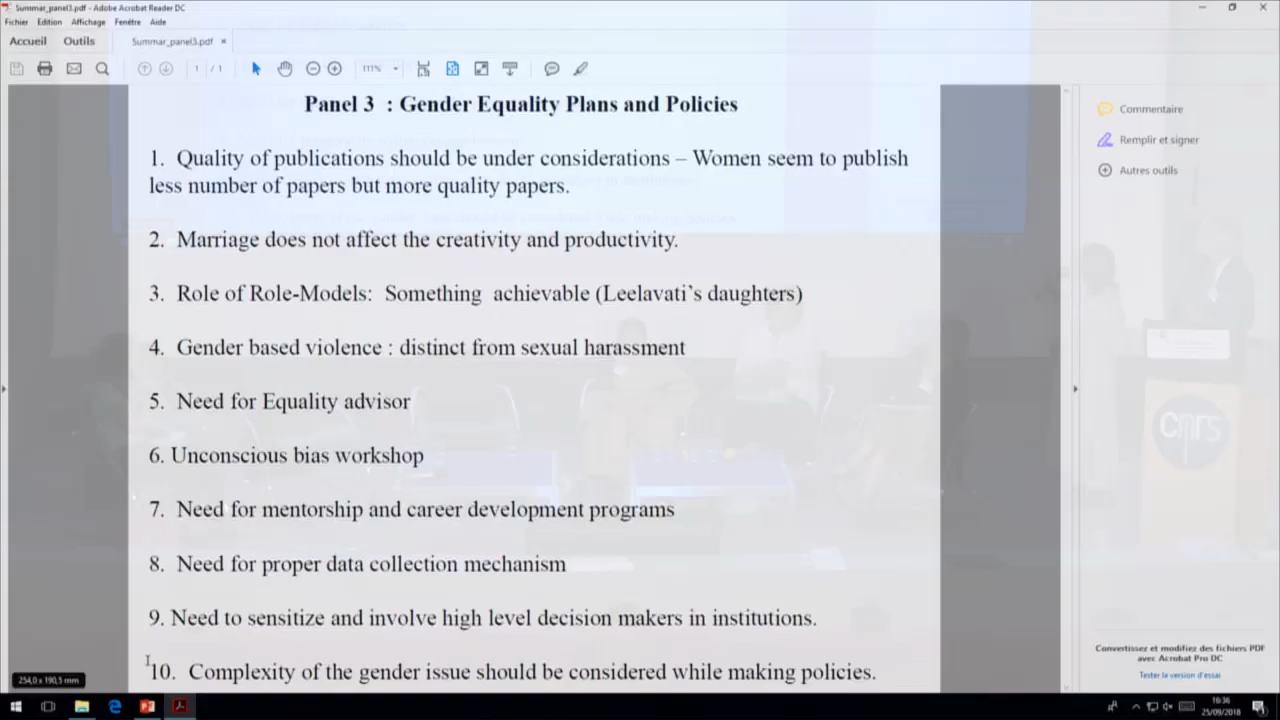 Summar_panel3.pdf - Adobe Acrobat Reader DC
Fichier Edition Affichage Fenêtre Aide
Accueil Outils Summar_panel3.pdf ×
1 / 1 111%
Panel 3 : Gender Equality Plans and Policies
1. Quality of publications should be under considerations – Women seem to publish
less number of papers but more quality papers.
2. Marriage does not affect the creativity and productivity.
3. Role of Role-Models: Something achievable (Leelavati's daughters)
4. Gender based violence : distinct from sexual harassment
5. Need for Equality advisor
6. Unconscious bias workshop
7. Need for mentorship and career development programs
8. Need for proper data collection mechanism
9. Need to sensitize and involve high level decision makers in institutions.
10. Complexity of the gender issue should be considered while making policies.
Commentaire
Remplir et signer
Autres outils
cnrs
Convertissez et modifiez des fichiers PDF
avec Acrobat Pro DC
Tester la version d'essai
254,0 x 190,5 mm
16:36
25/09/2018